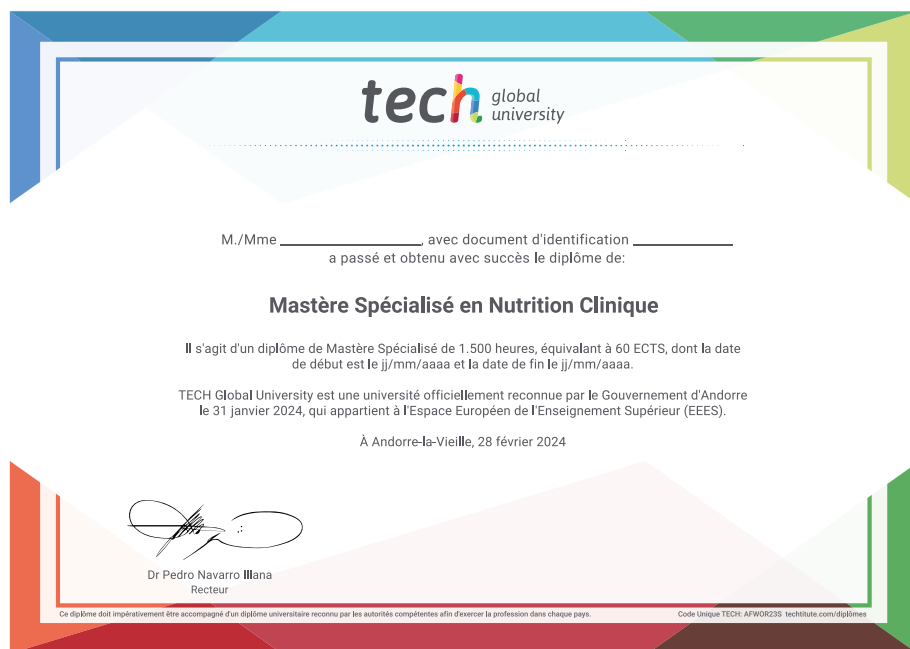 tech global
university
M./Mme ____________, avec document d'identification ____________
a passé et obtenu avec succès le diplôme de:
Mastère Spécialisé en Nutrition Clinique
Il s'agit d'un diplôme de Mastère Spécialisé de 1.500 heures, équivalant à 60 ECTS, dont la date
de début est le jj/mm/aaaa et la date de fin le jj/mm/aaaa.
TECH Global University est une université officiellement reconnue par le Gouvernement d'Andorre
le 31 janvier 2024, qui appartient à l'Espace Européen de l'Enseignement Supérieur (EEES).
À Andorre-la-Vieille, 28 février 2024
Dr Pedro Navarro Illana
Recteur
Ce diplôme doit impérativement être accompagné d'un diplôme universitaire reconnu par les autorités compétentes afin d'exercer la profession dans chaque pays.
Code Unique TECH: AFWOR23S techtitute.com/diplômes